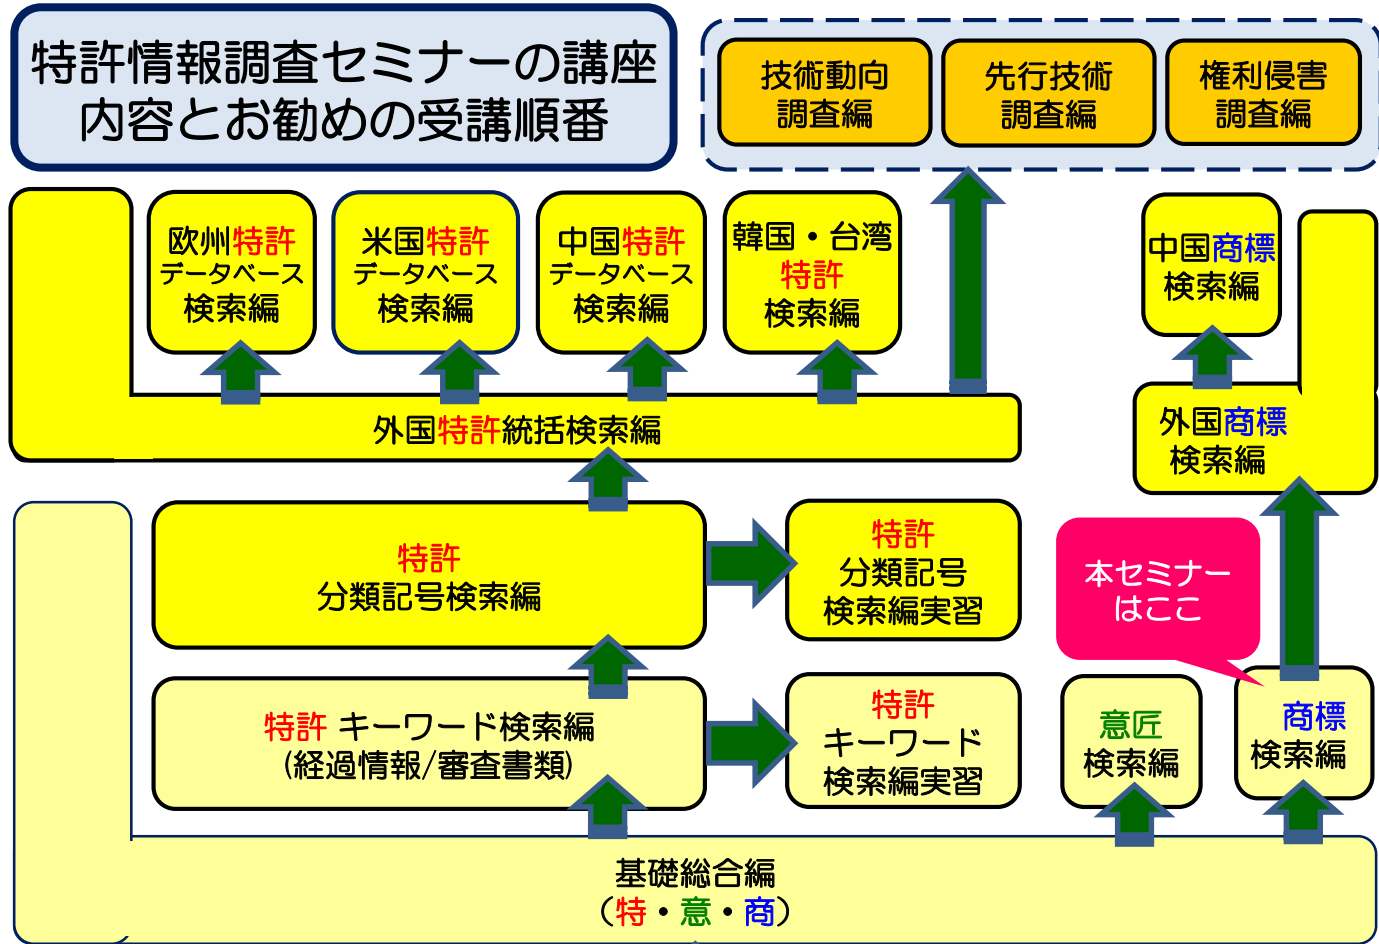 特許情報調査セミナーの講座
内容とお勧めの受講順番
技術動向
調査編
先行技術
調査編
権利侵害
調査編
欧州特許
データベース
検索編
米国特許
データベース
検索編
中国特許
データベース
検索編
韓国・台湾
特許
検索編
中国商標
検索編
外国特許統括検索編
外国商標
検索編
特許
分類記号検索編
特許
分類記号
検索編実習
本セミナー
はここ
特許 キーワード検索編
(経過情報/審査書類)
特許
キーワード
検索編実習
意匠
検索編
商標
検索編
基礎総合編
（特・意・商）